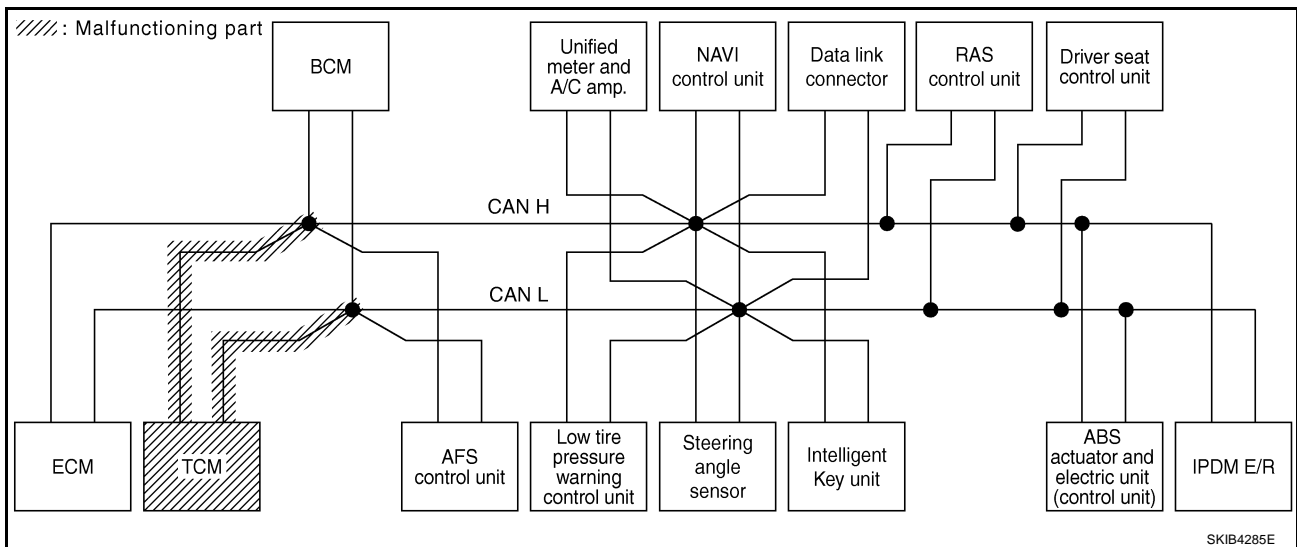 : Malfunctioning part
BCM
Unified
meter and
A/C amp.
NAVI
control unit
Data link
connector
RAS
control unit
Driver seat
control unit
CAN H
CAN L
ECM
TCM
AFS
control unit
Low tire
pressure
warning
control unit
Steering
angle
sensor
Intelligent
Key unit
ABS
actuator and
electric unit
(control unit)
IPDM E/R
SKIB4285E